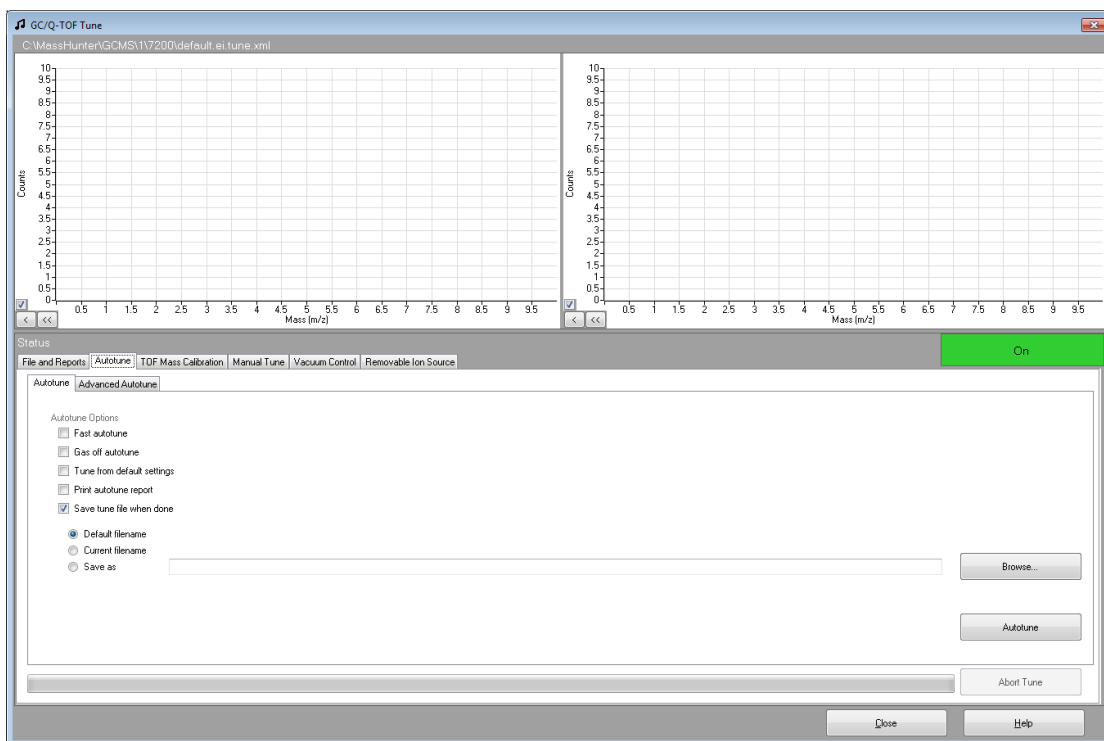 GC/Q-TOF Tune
C:\MassHunter\GCMS\1\7200\default.ei.tune.xml
10
9.5
9
8.5
8
7.5
7
6.5
6
5.5
5
4.5
4
3.5
3
2.5
2
1.5
1
0.5
0
Counts
0.5 1 1.5 2 2.5 3 3.5 4 4.5 5 5.5 6 6.5 7 7.5 8 8.5 9 9.5
Mass (m/z)
< <<
10
9.5
9
8.5
8
7.5
7
6.5
6
5.5
5
4.5
4
3.5
3
2.5
2
1.5
1
0.5
0
Counts
0.5 1 1.5 2 2.5 3 3.5 4 4.5 5 5.5 6 6.5 7 7.5 8 8.5 9 9.5
Mass (m/z)
< <<
Status
On
File and Reports Autotune TOF Mass Calibration Manual Tune Vacuum Control Removable Ion Source
Autotune Advanced Autotune
Autotune Options
Fast autotune
Gas off autotune
Tune from default settings
Print autotune report
Save tune file when done
Default filename
Current filename
Save as
Browse...
Autotune
Abort Tune
Close Help